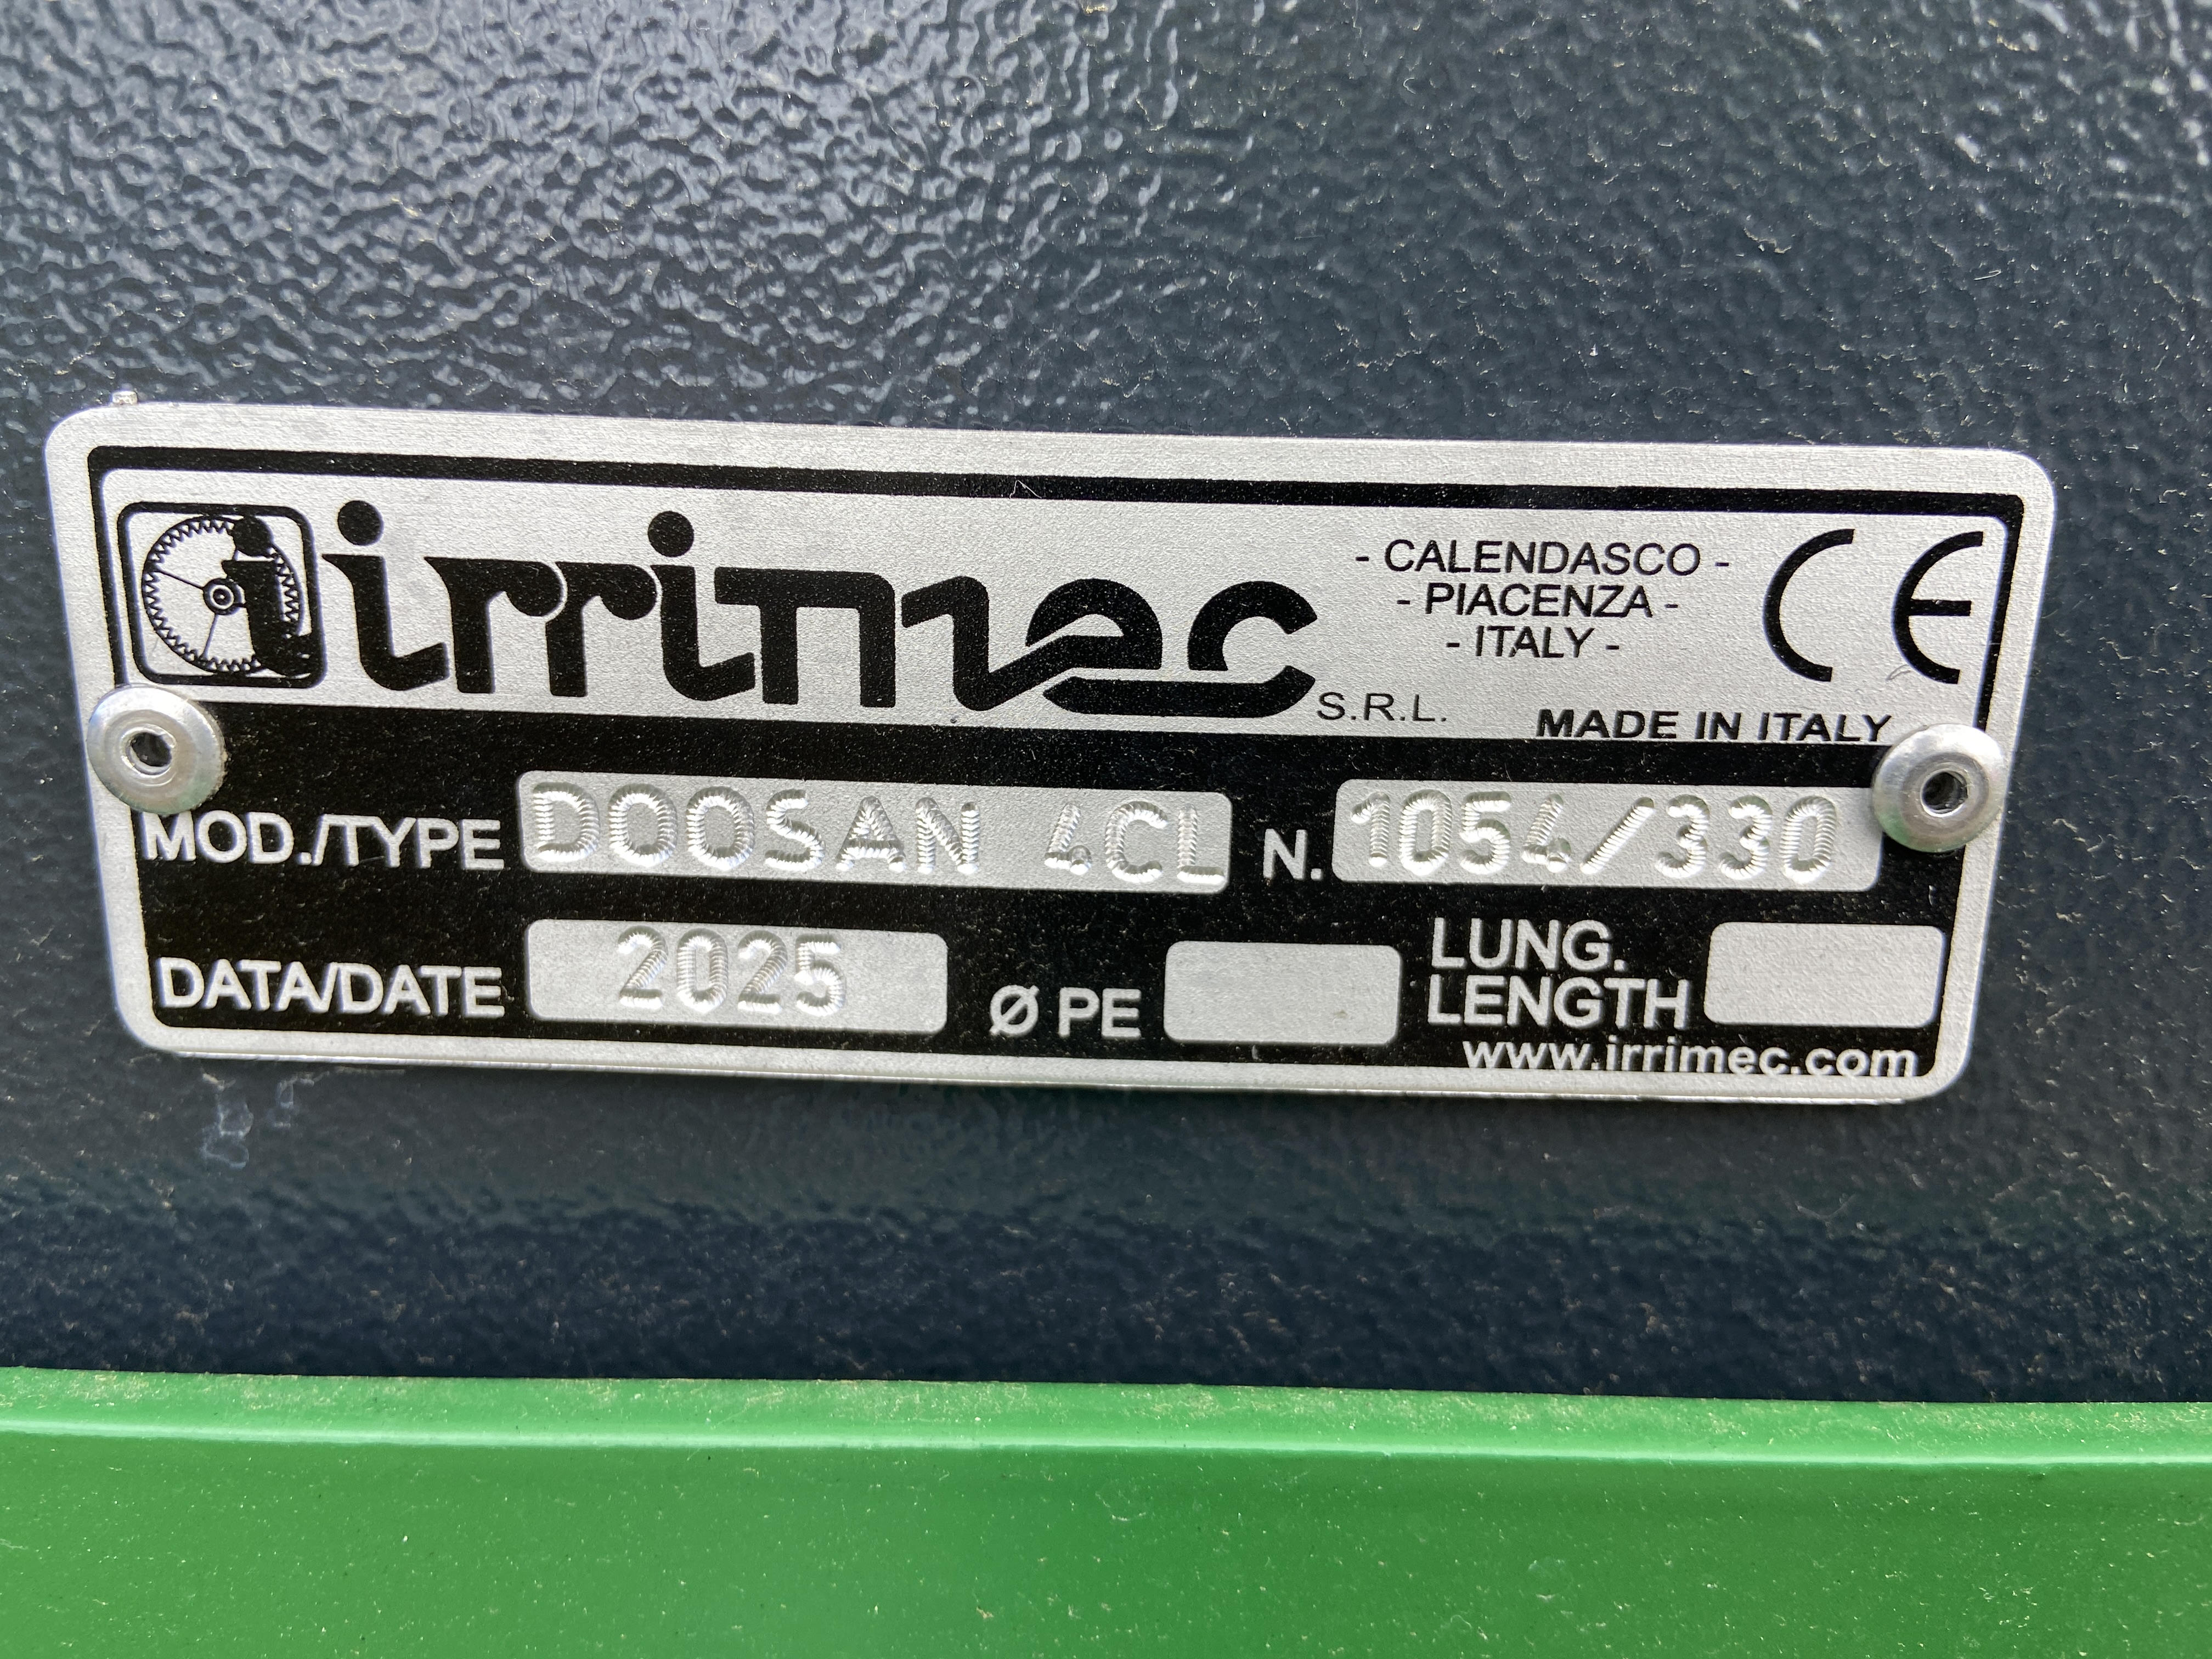 irrimec S.R.L.
- CALENDASCO -
- PIACENZA -
- ITALY -
CE
MADE IN ITALY
MOD./TYPE DOOSAN 4CL N. 1054/330
DATA/DATE 2025 Ø PE LUNG.
LENGTH
www.irrimec.com